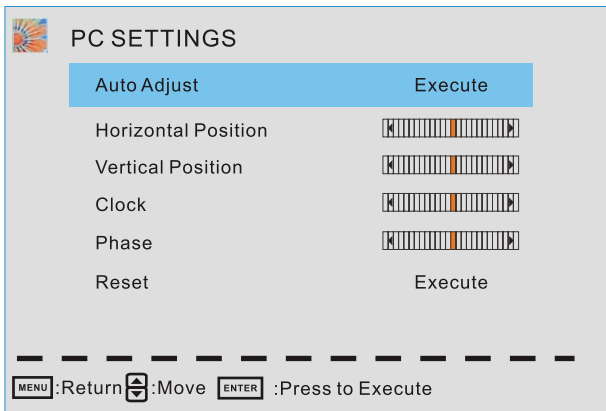 PC SETTINGS
Auto Adjust Execute
Horizontal Position
Vertical Position
Clock
Phase
Reset Execute
MENU :Return :Move ENTER :Press to Execute